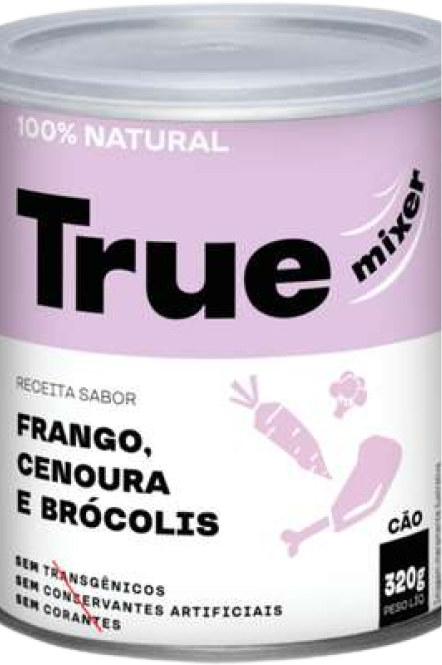 100% NATURAL
True
mixer
RECEITA SABOR
FRANGO,
CENOURA
E BRÓCOLIS
CÃO
320g
PESO LÍQ
SEM TRANSGÊNICOS
SEM CONSERVANTES ARTIFICIAIS
SEM CORANTES